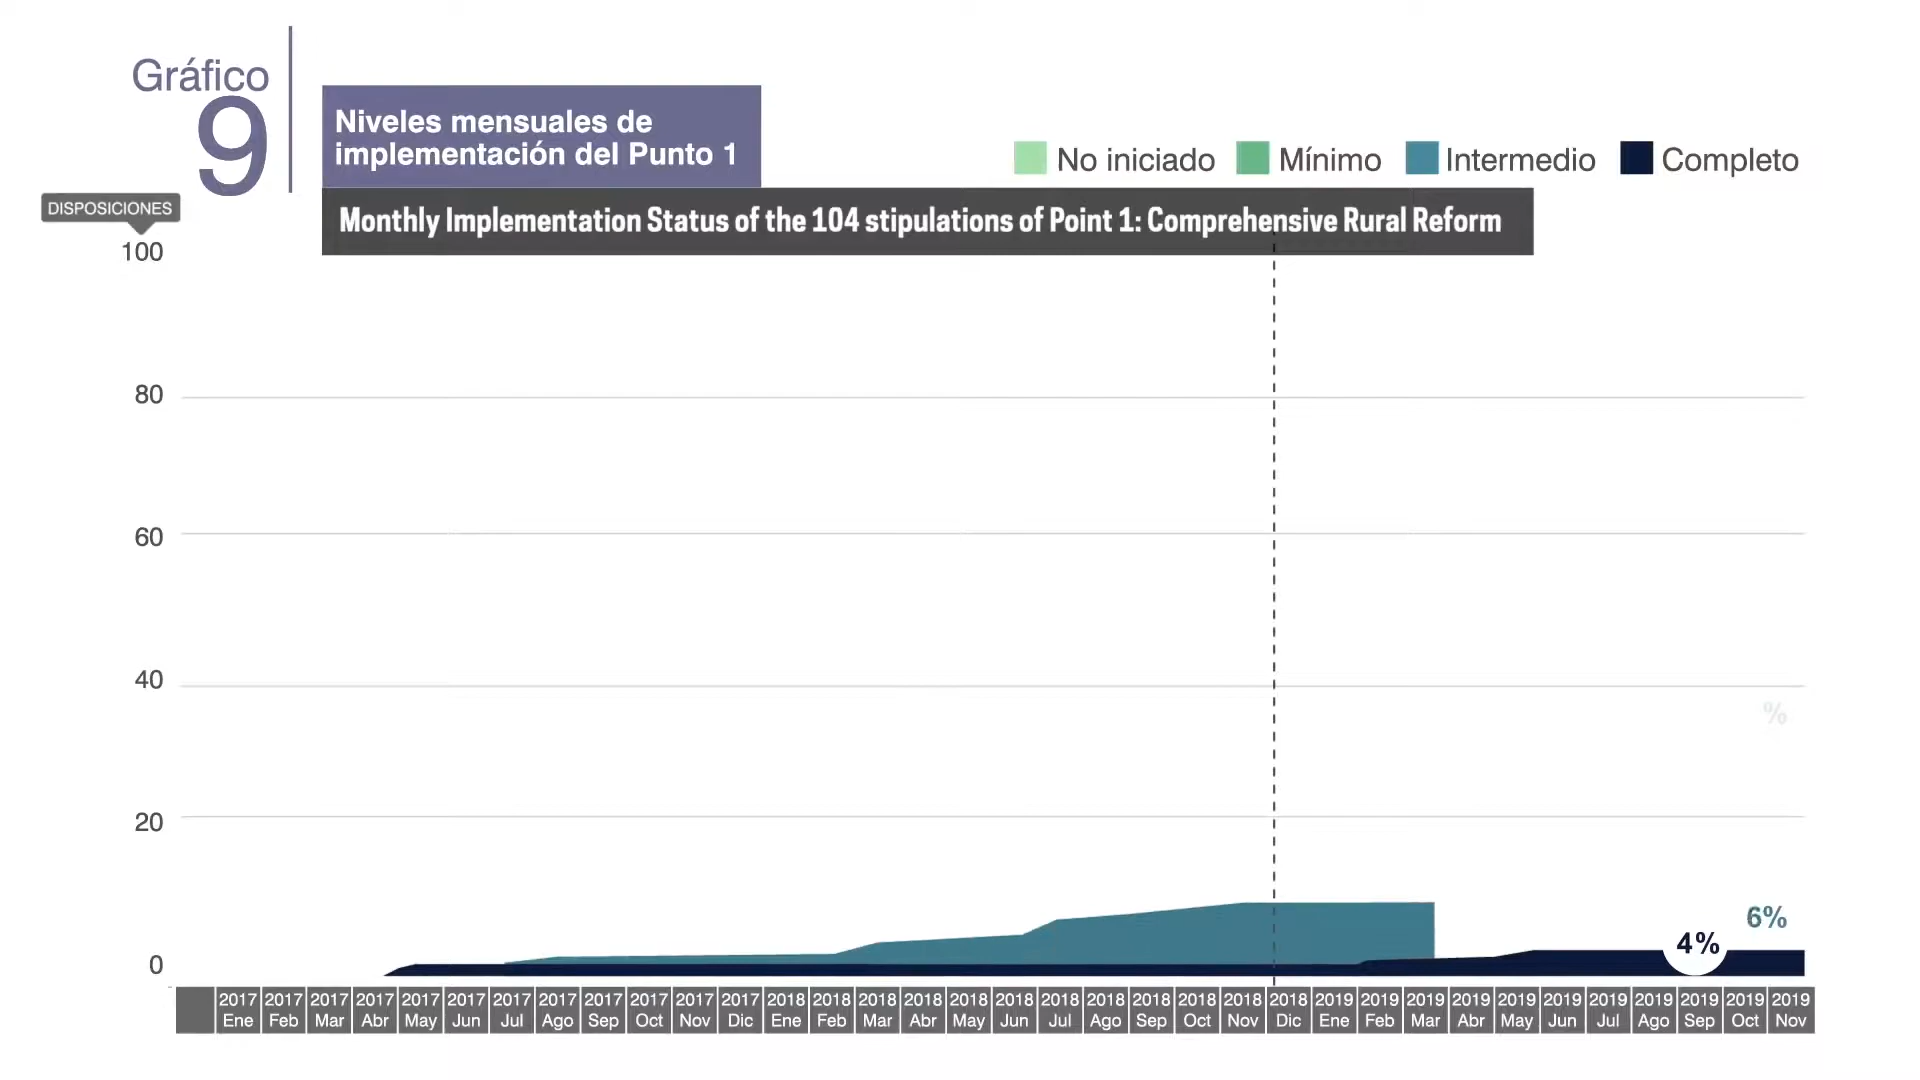 Gráfico
9
Niveles mensuales de
implementación del Punto 1
No iniciado
Mínimo
Intermedio
Completo
Monthly Implementation Status of the 104 stipulations of Point 1: Comprehensive Rural Reform
DISPOSICIONES
100
80
60
40
20
0
%
6%
4%
2017 2017 2017 2017 2017 2017 2017 2017 2017 2017 2017 2017 2018 2018 2018 2018 2018 2018 2018 2018 2018 2018 2018 2018 2019 2019 2019 2019 2019 2019 2019 2019 2019 2019 2019
Ene Feb Mar Abr May Jun Jul Ago Sep Oct Nov Dic Ene Feb Mar Abr May Jun Jul Ago Sep Oct Nov Dic Ene Feb Mar Abr May Jun Jul Ago Sep Oct Nov